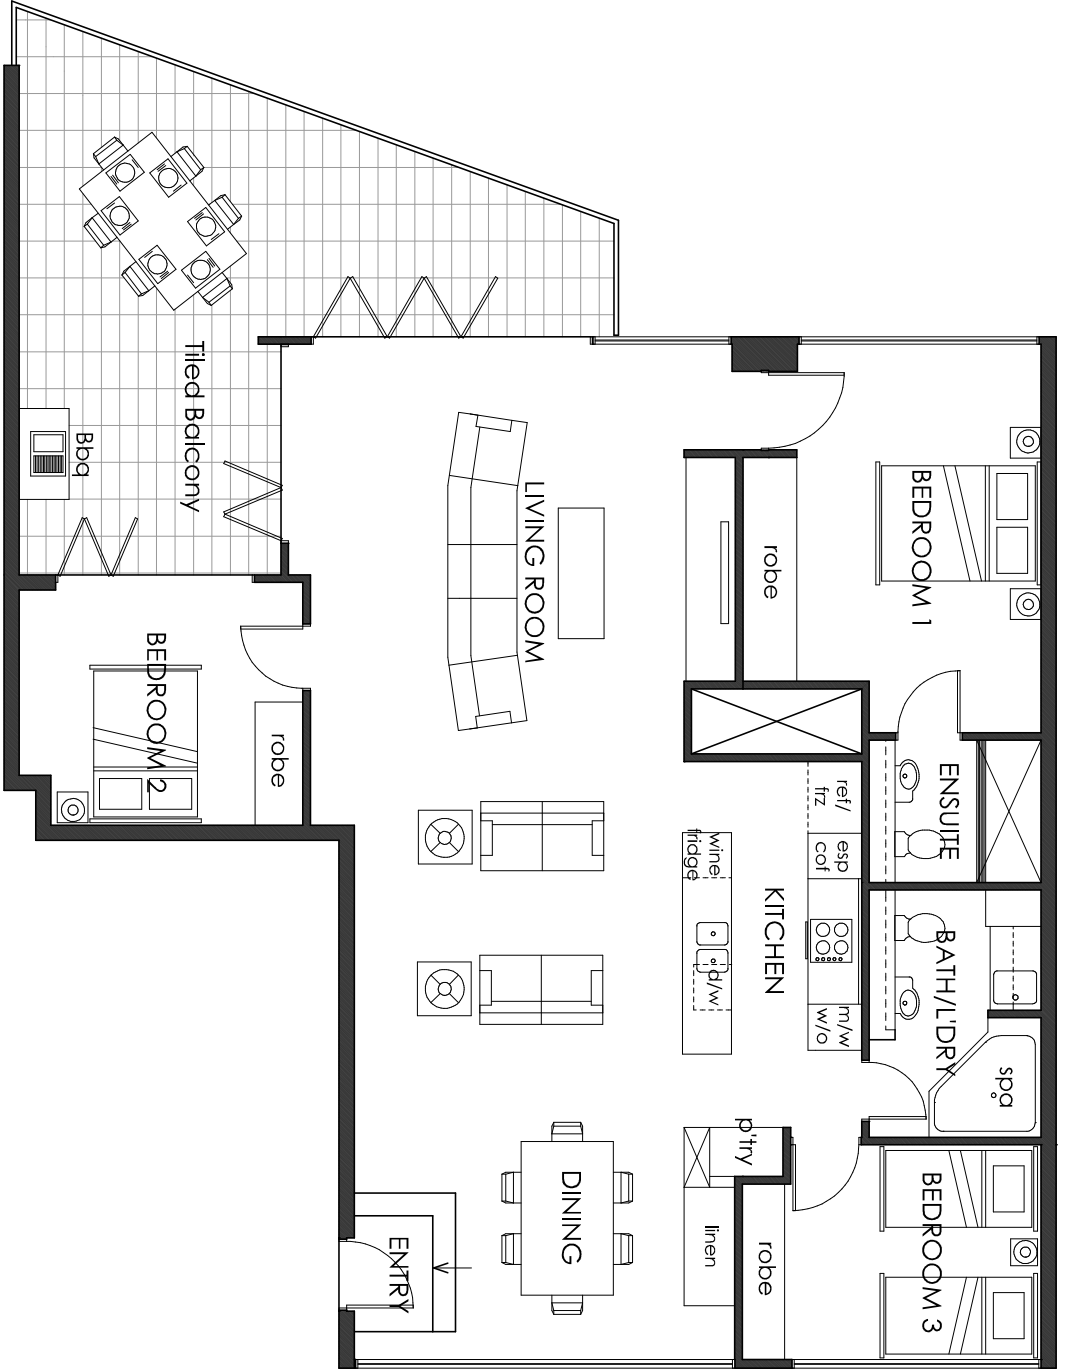 Tiled Balcony
Bbq
LIVING ROOM
BEDROOM 1
robe
BEDROOM 2
robe
ENSUITE
ref/
frz
esp
cof
wine
fridge
KITCHEN
d/w
m/w
w/o
BATH/L'DRY
spa
p'try
linen
DINING
ENTRY
robe
BEDROOM 3